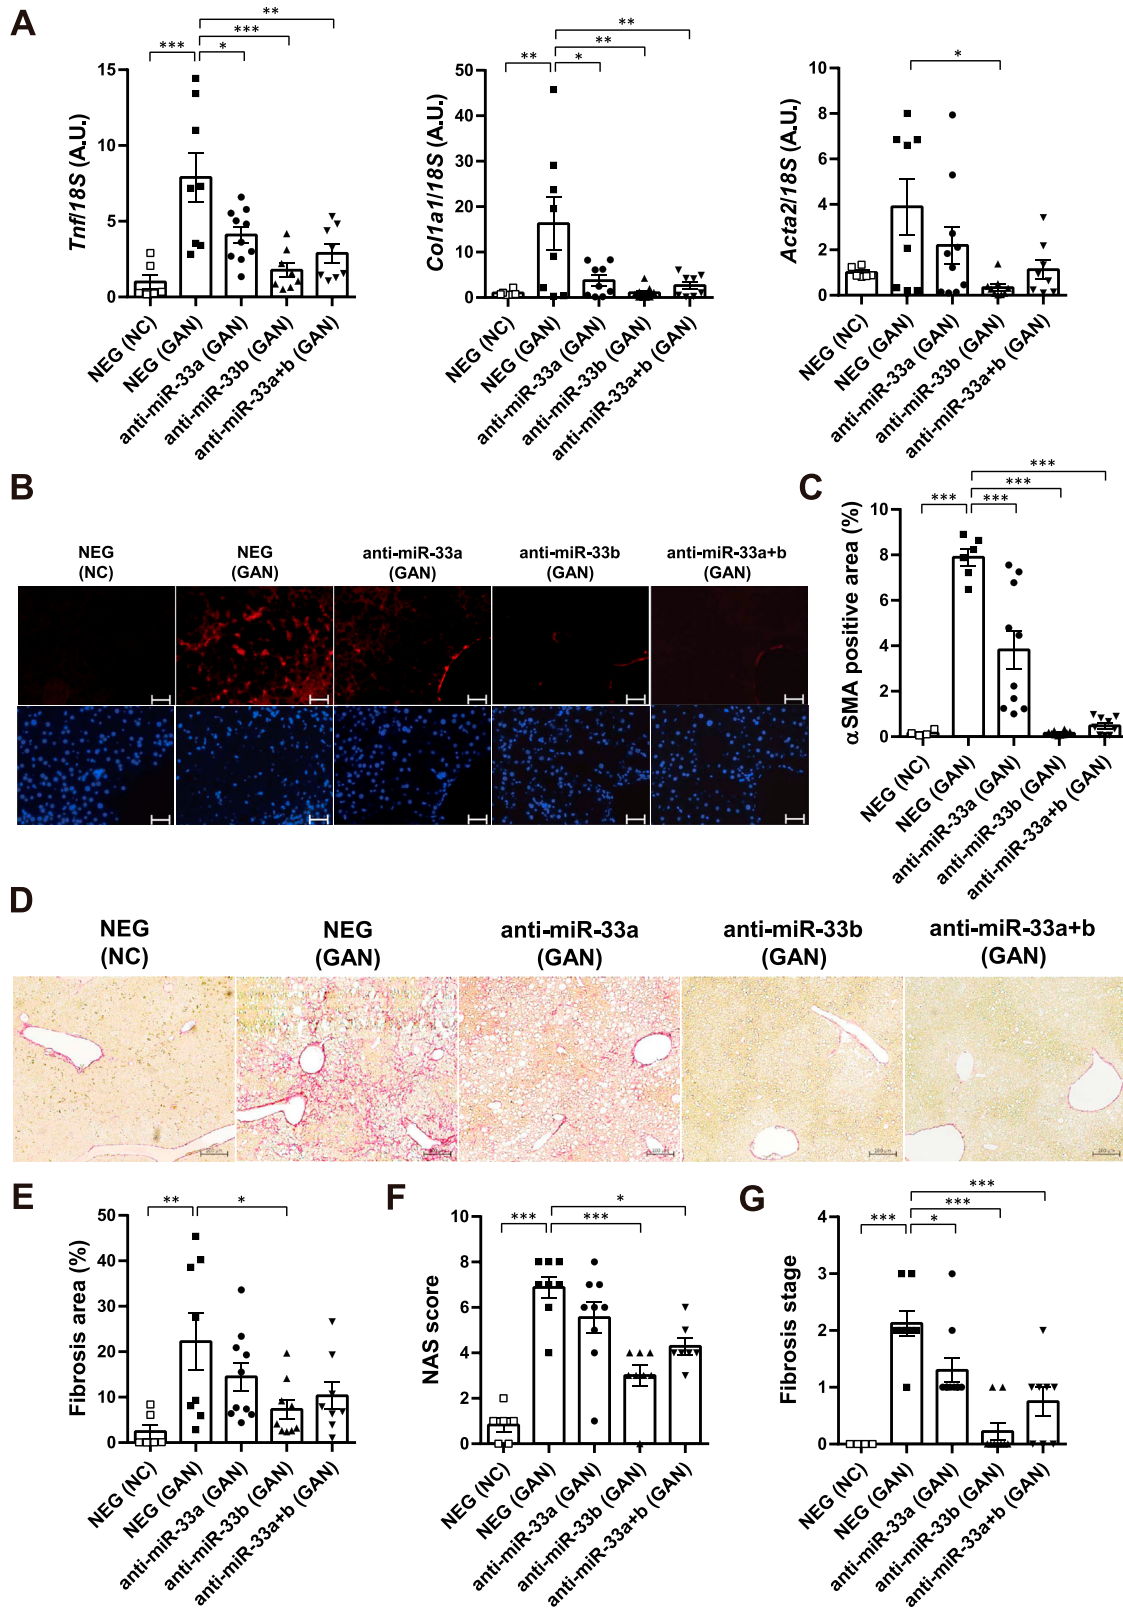 A
***
*
***
**
Tnf/18S (A.U.)
15
10
5
0
NEG (NC)
NEG (GAN)
anti-miR-33a (GAN)
anti-miR-33b (GAN)
anti-miR-33a+b (GAN)
**
*
**
**
Col1a1/18S (A.U.)
50
40
30
20
10
0
NEG (NC)
NEG (GAN)
anti-miR-33a (GAN)
anti-miR-33b (GAN)
anti-miR-33a+b (GAN)
*
Acta2/18S (A.U.)
10
8
6
4
2
0
NEG (NC)
NEG (GAN)
anti-miR-33a (GAN)
anti-miR-33b (GAN)
anti-miR-33a+b (GAN)
B
NEG
(NC)
NEG
(GAN)
anti-miR-33a
(GAN)
anti-miR-33b
(GAN)
anti-miR-33a+b
(GAN)
C
***
***
***
***
αSMA positive area (%)
10
8
6
4
2
0
NEG (NC)
NEG (GAN)
anti-miR-33a (GAN)
anti-miR-33b (GAN)
anti-miR-33a+b (GAN)
D
NEG
(NC)
NEG
(GAN)
anti-miR-33a
(GAN)
anti-miR-33b
(GAN)
anti-miR-33a+b
(GAN)
E
**
*
Fibrosis area (%)
50
40
30
20
10
0
NEG (NC)
NEG (GAN)
anti-miR-33a (GAN)
anti-miR-33b (GAN)
anti-miR-33a+b (GAN)
F
***
***
*
NAS score
10
8
6
4
2
0
NEG (NC)
NEG (GAN)
anti-miR-33a (GAN)
anti-miR-33b (GAN)
anti-miR-33a+b (GAN)
G
***
*
***
***
Fibrosis stage
4
3
2
1
0
NEG (NC)
NEG (GAN)
anti-miR-33a (GAN)
anti-miR-33b (GAN)
anti-miR-33a+b (GAN)